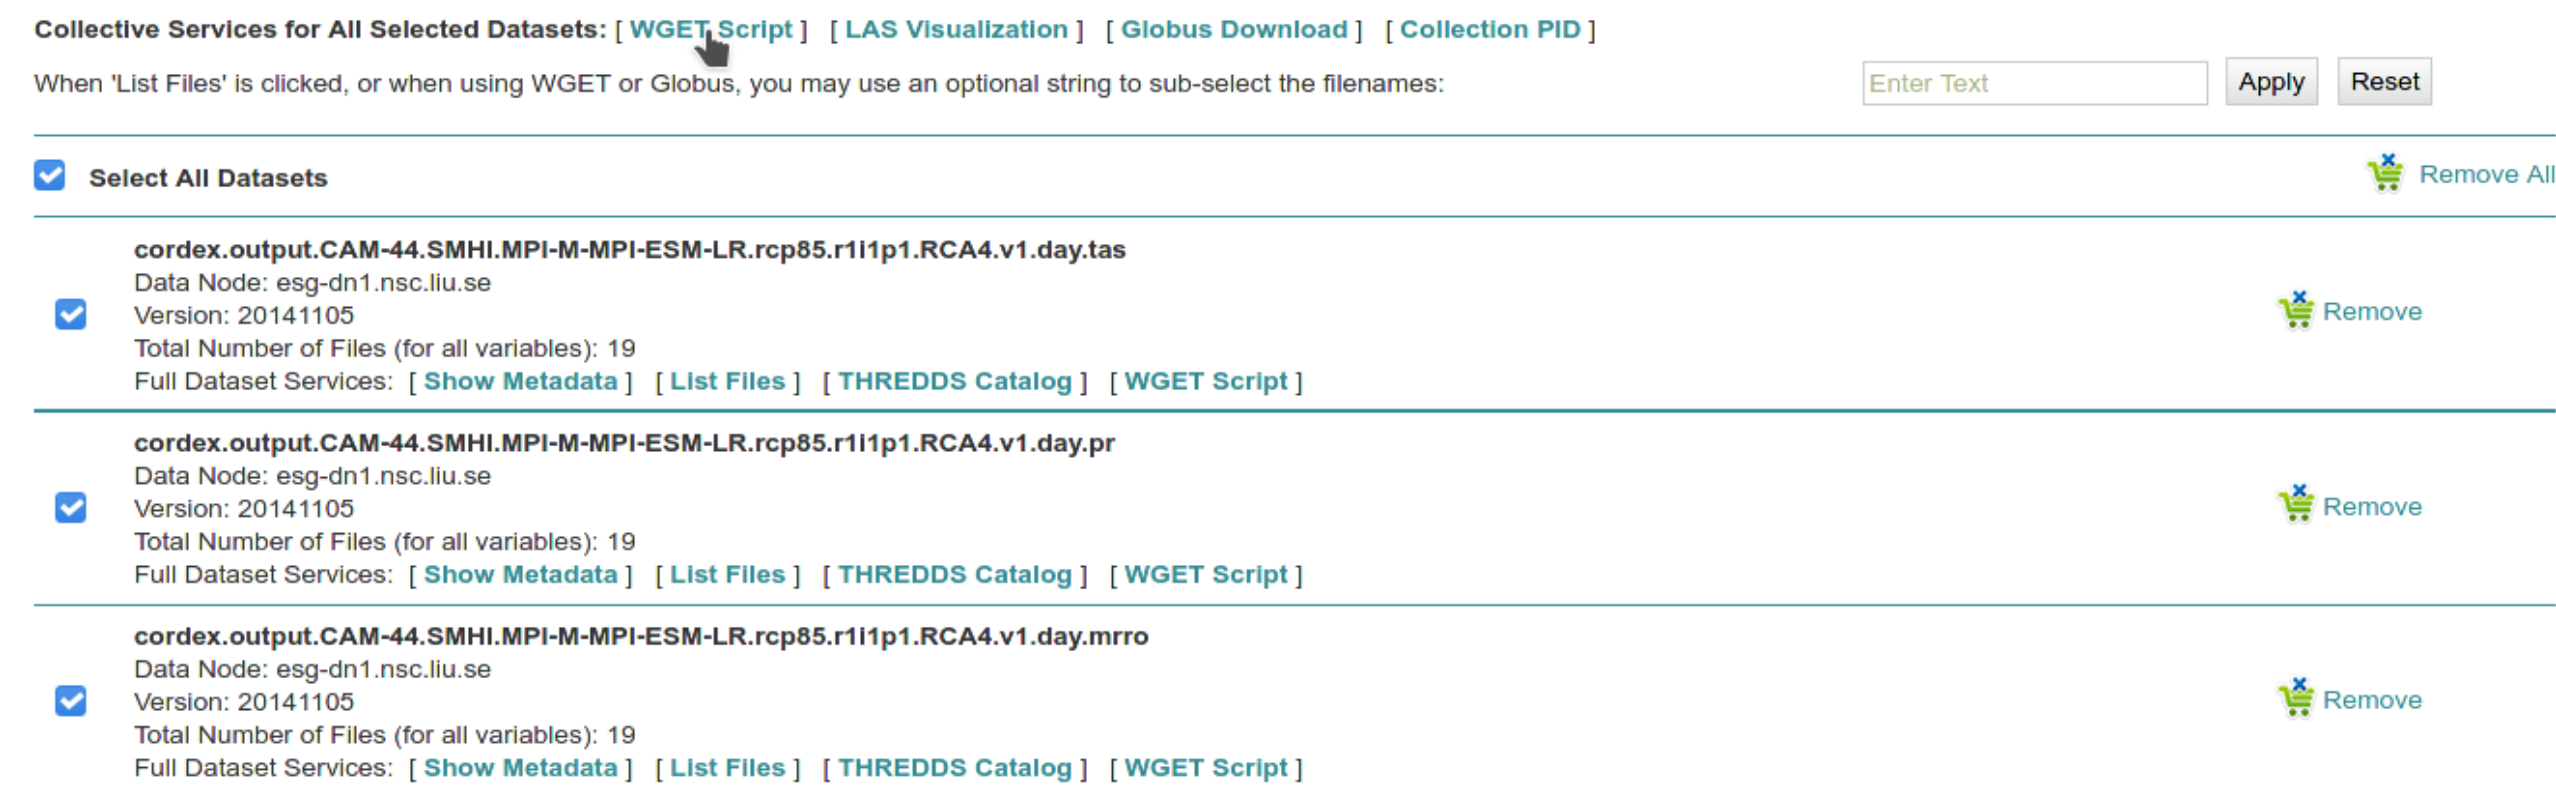 Collective Services for All Selected Datasets: [ WGET Script ] [ LAS Visualization ] [ Globus Download ] [ Collection PID ]
When 'List Files' is clicked, or when using WGET or Globus, you may use an optional string to sub-select the filenames: Enter Text Apply Reset
Select All Datasets Remove All
cordex.output.CAM-44.SMHI.MPI-M-MPI-ESM-LR.rcp85.r1i1p1.RCA4.v1.day.tas
Data Node: esg-dn1.nsc.liu.se
Version: 20141105 Remove
Total Number of Files (for all variables): 19
Full Dataset Services: [ Show Metadata ] [ List Files ] [ THREDDS Catalog ] [ WGET Script ]
cordex.output.CAM-44.SMHI.MPI-M-MPI-ESM-LR.rcp85.r1i1p1.RCA4.v1.day.pr
Data Node: esg-dn1.nsc.liu.se
Version: 20141105 Remove
Total Number of Files (for all variables): 19
Full Dataset Services: [ Show Metadata ] [ List Files ] [ THREDDS Catalog ] [ WGET Script ]
cordex.output.CAM-44.SMHI.MPI-M-MPI-ESM-LR.rcp85.r1i1p1.RCA4.v1.day.mrro
Data Node: esg-dn1.nsc.liu.se
Version: 20141105 Remove
Total Number of Files (for all variables): 19
Full Dataset Services: [ Show Metadata ] [ List Files ] [ THREDDS Catalog ] [ WGET Script ]